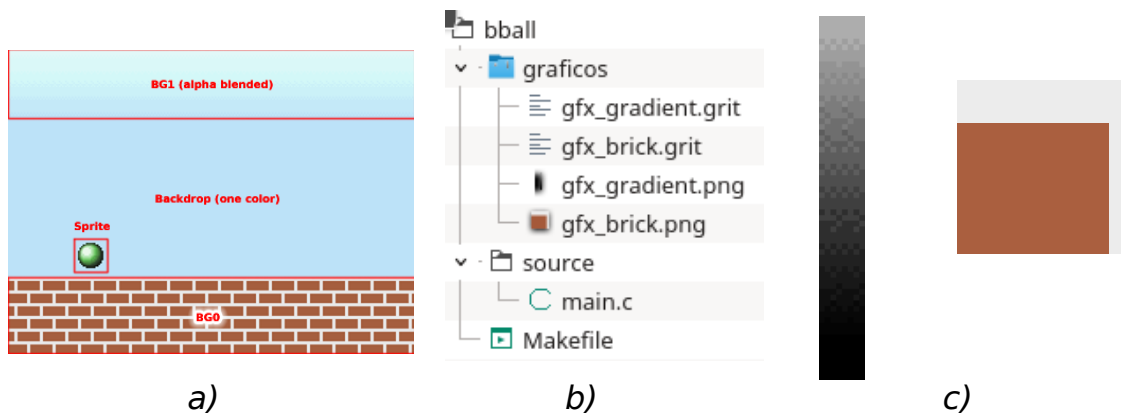 BG1 (alpha blended)
Backdrop (one color)
Sprite
BG0
a)
bball
graficos
gfx_gradient.grit
gfx_brick.grit
gfx_gradient.png
gfx_brick.png
source
main.c
Makefile
b)
c)